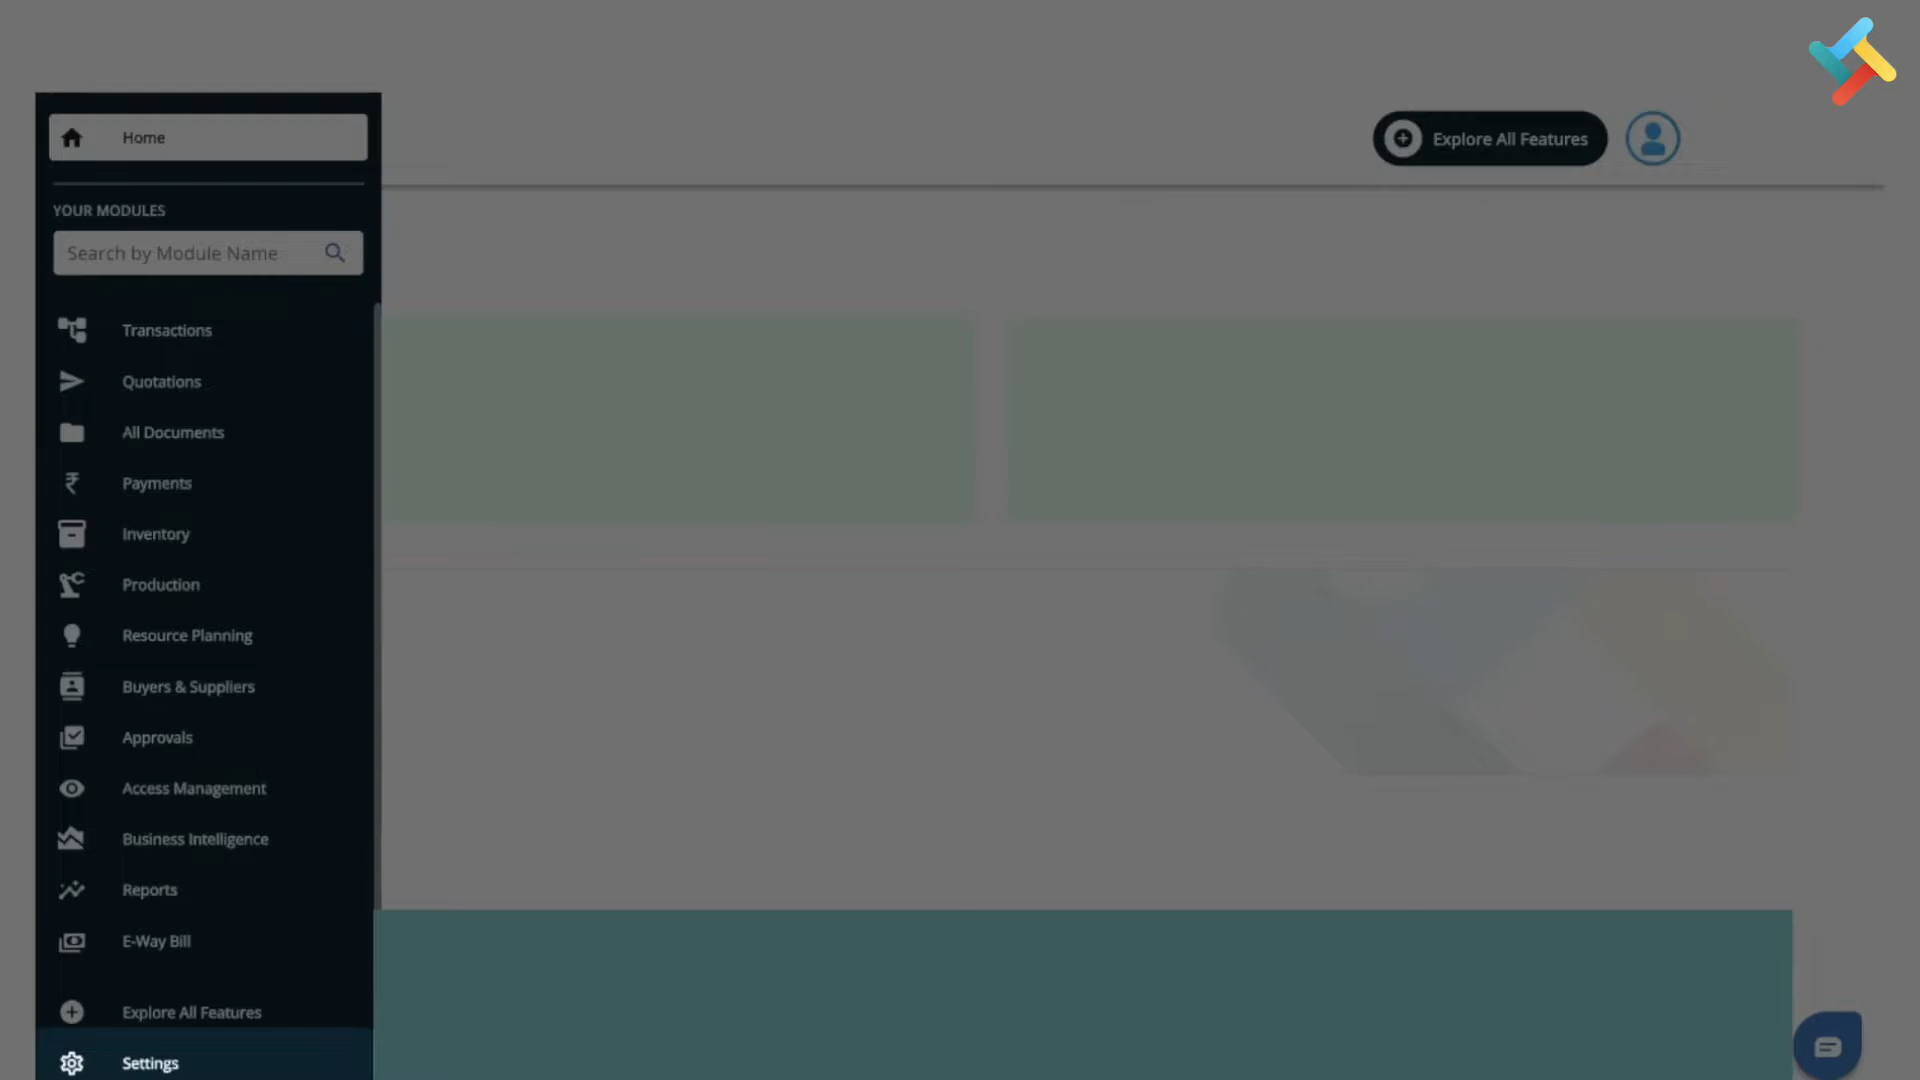 Home
Explore All Features
YOUR MODULES
Search by Module Name
Transactions
Quotations
All Documents
Payments
Inventory
Production
Resource Planning
Buyers & Suppliers
Approvals
Access Management
Business Intelligence
Reports
E-Way Bill
Explore All Features
Settings